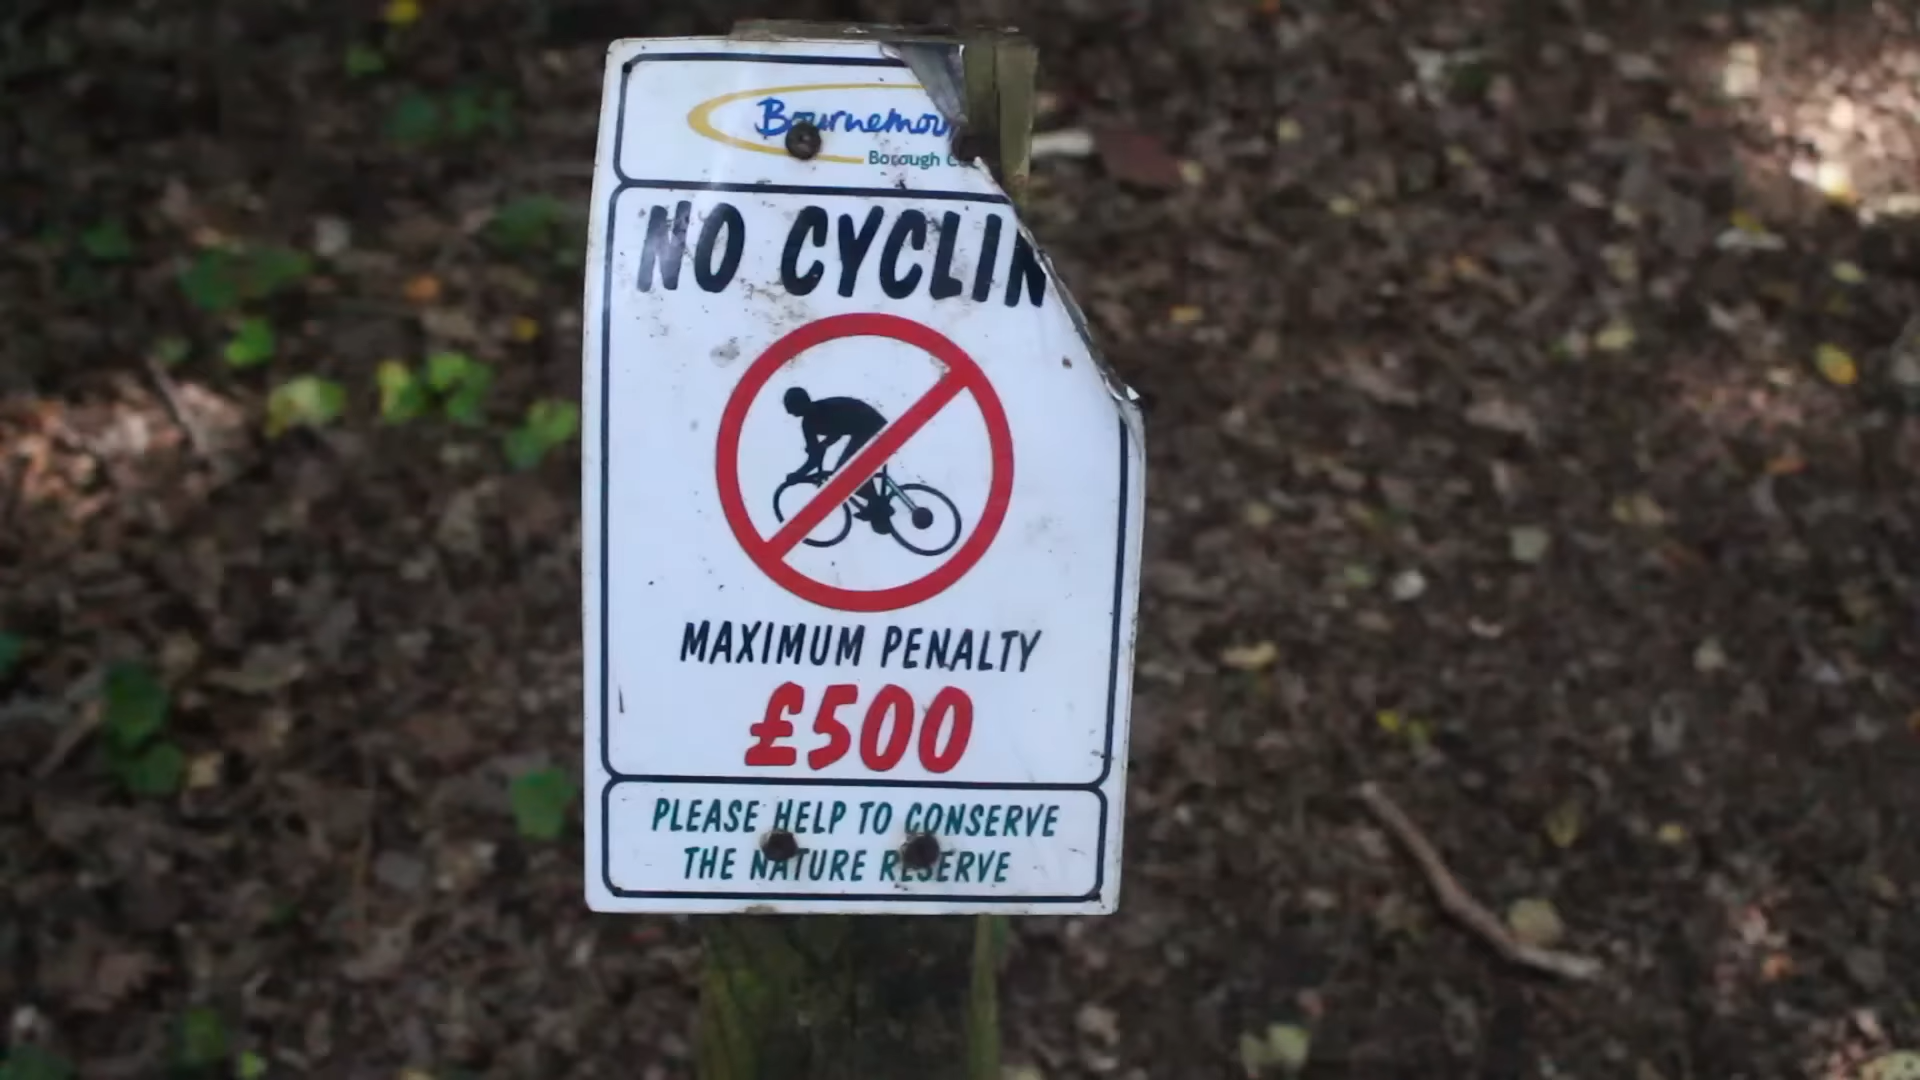 Bournemou
Borough C
NO CYCLIN
MAXIMUM PENALTY
£500
PLEASE HELP TO CONSERVE
THE NATURE RESERVE